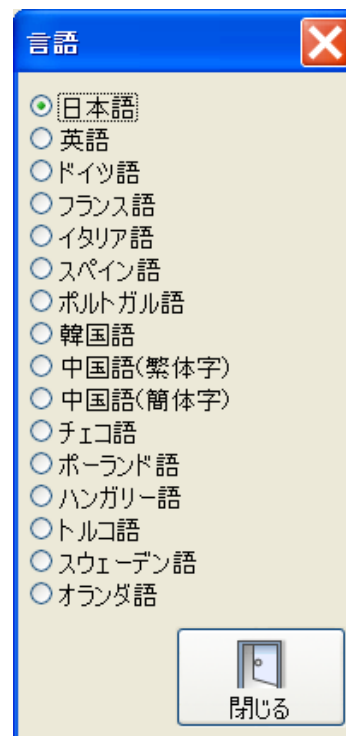 言語
日本語
英語
ドイツ語
フランス語
イタリア語
スペイン語
ポルトガル語
韓国語
中国語(繁体字)
中国語(簡体字)
チェコ語
ポーランド語
ハンガリー語
トルコ語
スウェーデン語
オランダ語
閉じる